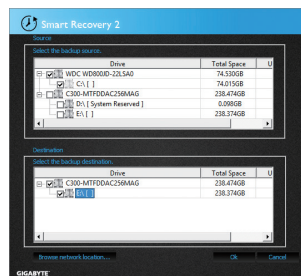 Smart Recovery 2
Source
Select the backup source.
Drive Total Space U
WDC WD800JD-22LSA0 74.530GB
C:\ [ ] 74.015GB
C300-MTFDDAC256MAG 238.474GB
D:\ [ System Reserved ] 0.098GB
E:\ [ ] 238.374GB
Destination
Select the backup destination.
Drive Total Space U
C300-MTFDDAC256MAG 238.474GB
E:\ [ ] 238.374GB
Browse network location... Ok Cancel
GIGABYTE